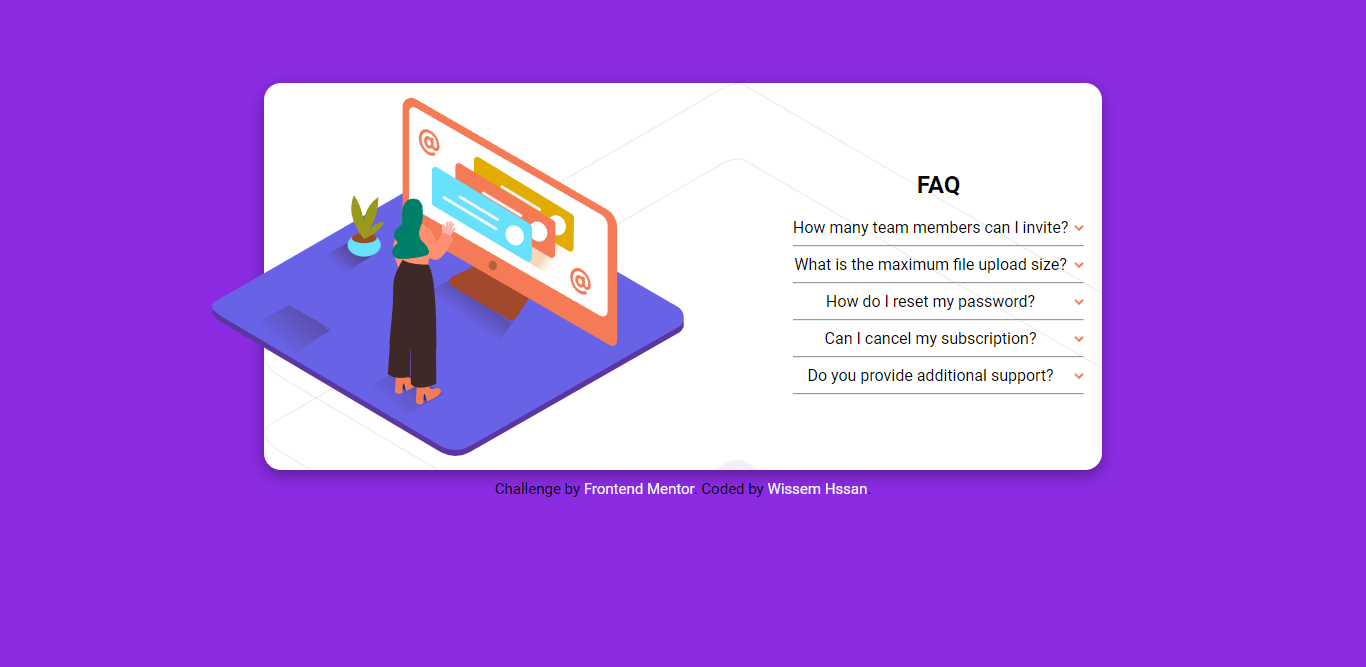 @
@
FAQ
How many team members can I invite?
What is the maximum file upload size?
How do I reset my password?
Can I cancel my subscription?
Do you provide additional support?
Challenge by Frontend Mentor. Coded by Wissem Hssan.